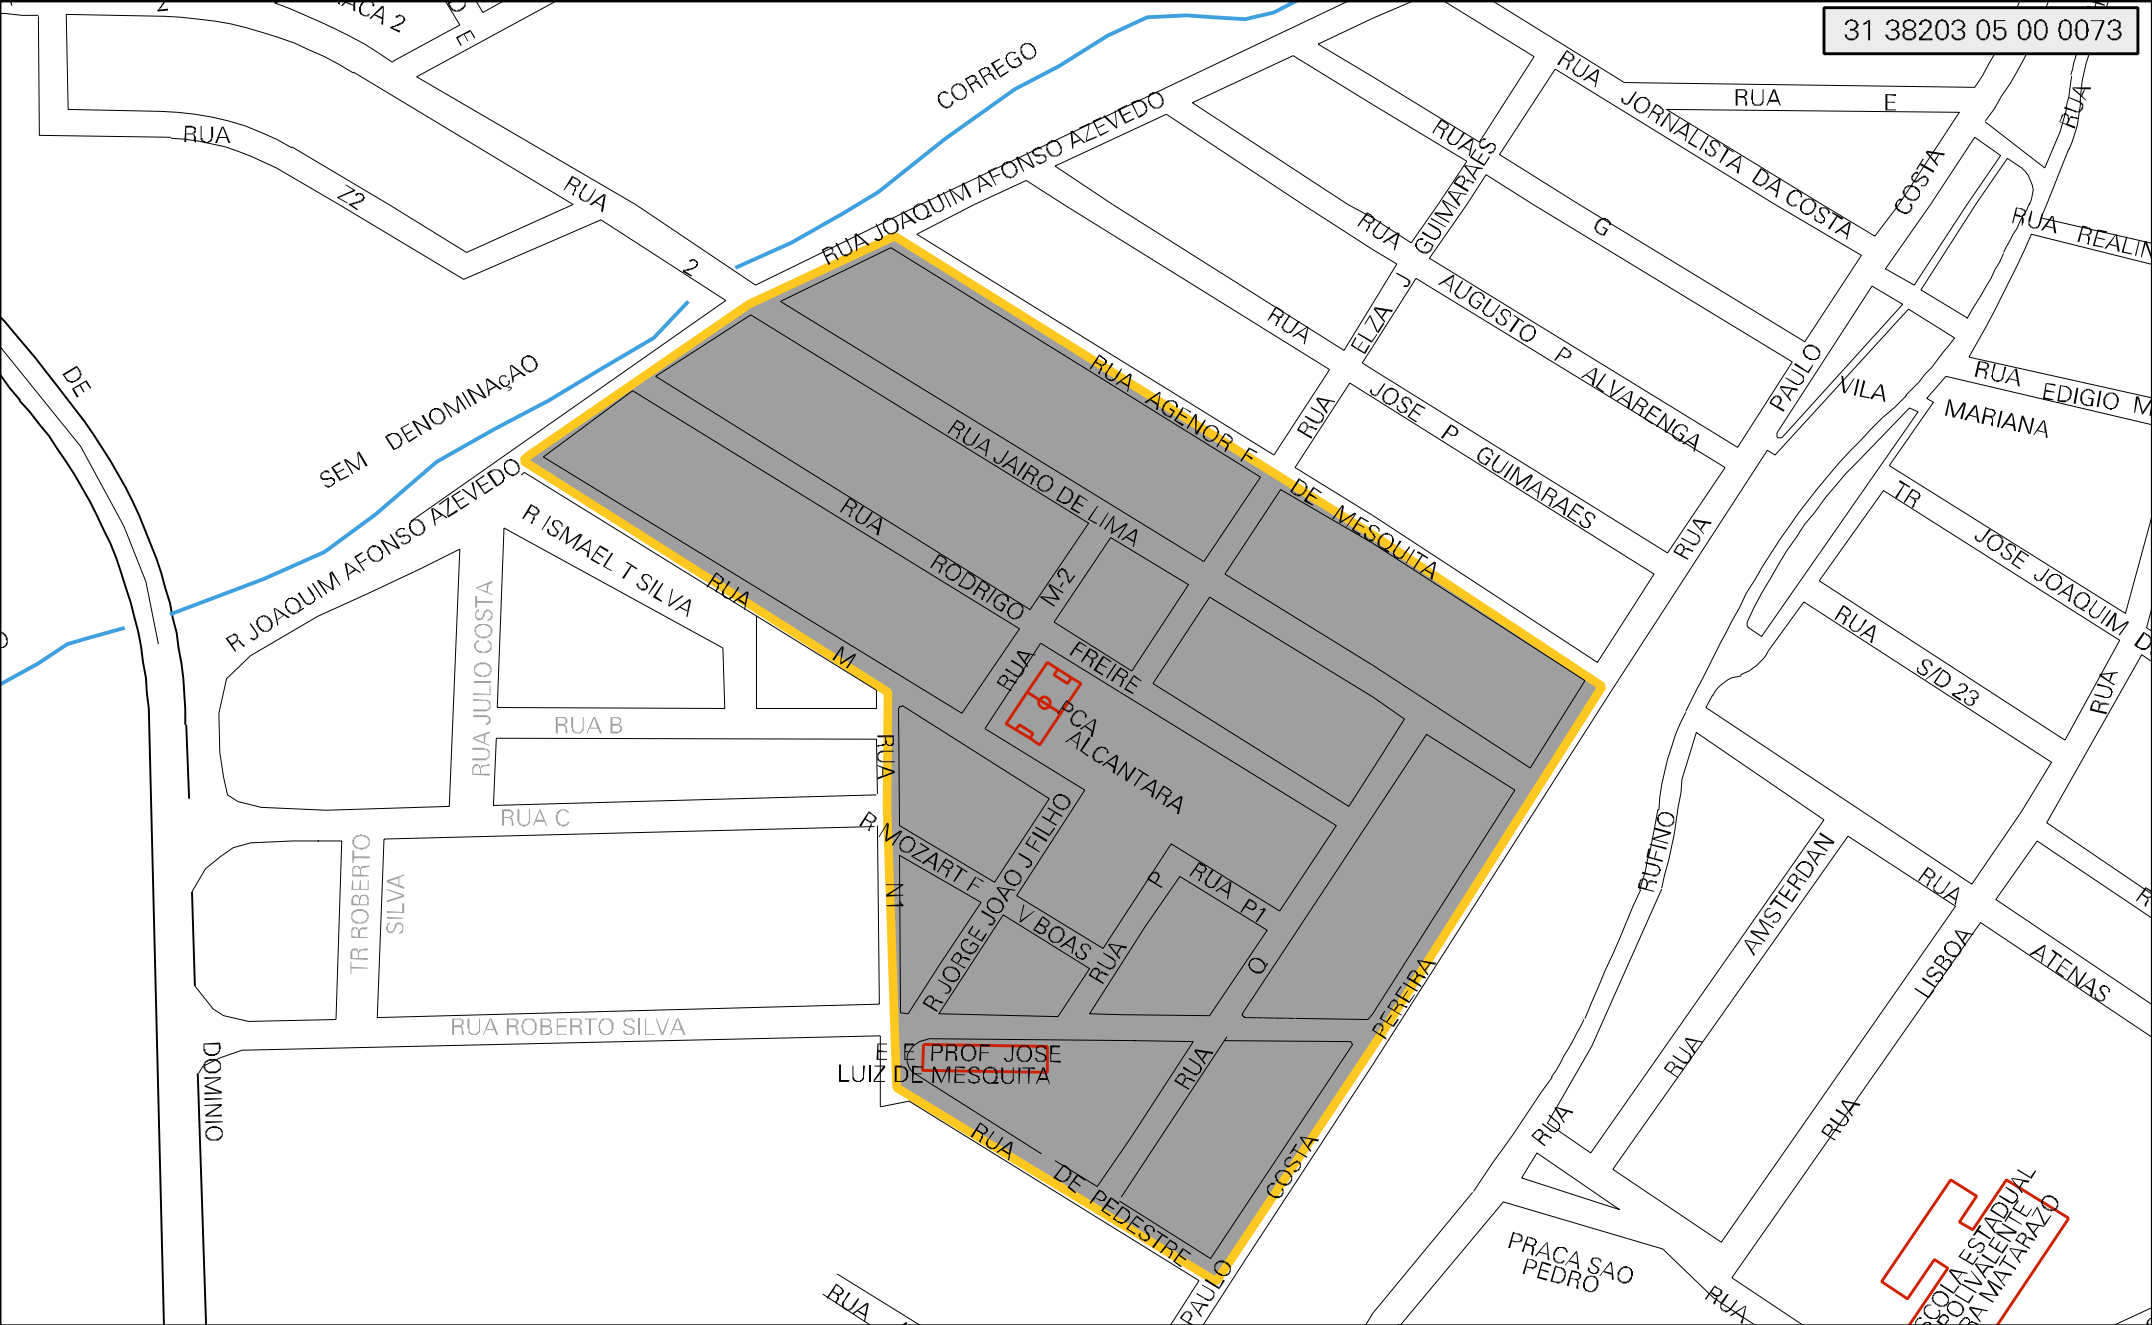 31 38203 05 00 0073
2
E
RUA
Z2
RUA
2
CORREGO
RUA JOAQUIM AFONSO AZEVEDO
RUA JORNALISTA DA COSTA
RUA E
RUA
COSTA
RUA G
GUIMARAES
RUA REALIN
RUA AUGUSTO P ALVARENGA
J
ELZA
RUA
RUA JOSE P GUIMARAES
PAULO
VILA
MARIANA
RUA EDIGIO M
DE
SEM DENOMINAçAO
RUA AGENOR F DE MESQUITA
RUA JAIRO DE LIMA
RUA RODRIGO FREIRE
M-2
RUA
RUA
TR JOSE JOAQUIM D
R JOAQUIM AFONSO AZEVEDO
R ISMAEL T SILVA
RUA M
RUA JULIO COSTA
RUA B
RUA C
PCA
ALCANTARA
RUA S/D 23
RUA
RUA
N1
R MOZART F V BOAS
R JORGE JOAO J FILHO
P
RUA
RUA P1
Q
RUA
RUFINO
AMSTERDAN
RUA
RUA ATENAS
R
LISBOA
RUA
TR ROBERTO
SILVA
RUA ROBERTO SILVA
PEREIRA
COSTA
PAULO
E E PROF JOSE
LUIZ DE MESQUITA
RUA DE PEDESTRE
DOMINIO
RUA
RUA
PRAÇA SAO
PEDRO
RUA
ESTADUAL
POLIVALENTE
MATARAZO